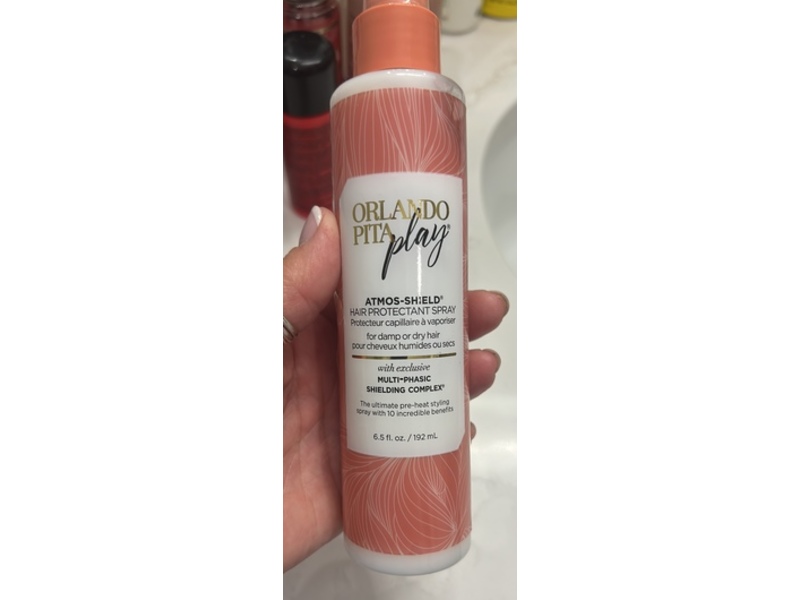 ORLANDO
PITA play®
ATMOS-SHIELD®
HAIR PROTECTANT SPRAY
Protecteur capillaire à vaporiser
for damp or dry hair
pour cheveux humides ou secs
with exclusive
MULTI-PHASIC
SHIELDING COMPLEX®
The ultimate pre-heat styling
spray with 10 incredible benefits
6.5 fl. oz. / 192 mL